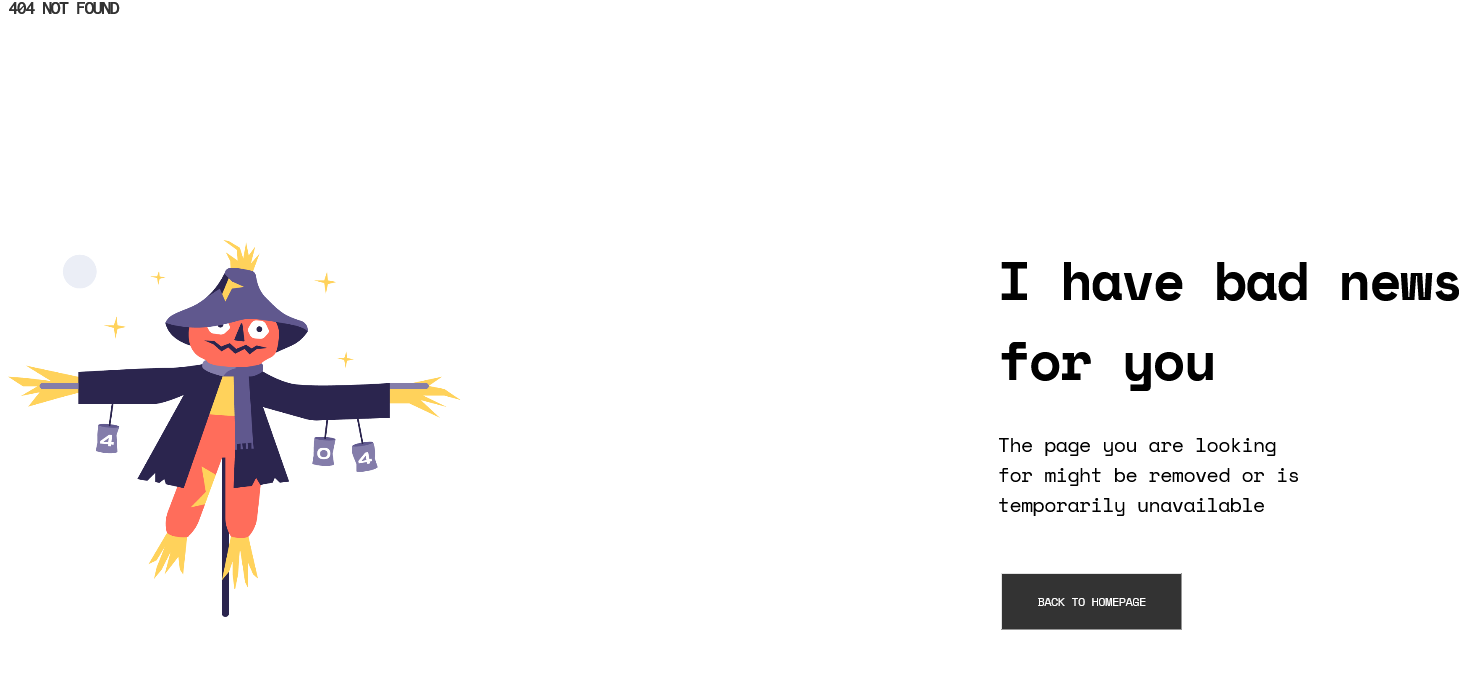 404 NOT FOUND
4
0
4
I have bad news
for you
The page you are looking
for might be removed or is
temporarily unavailable
BACK TO HOMEPAGE